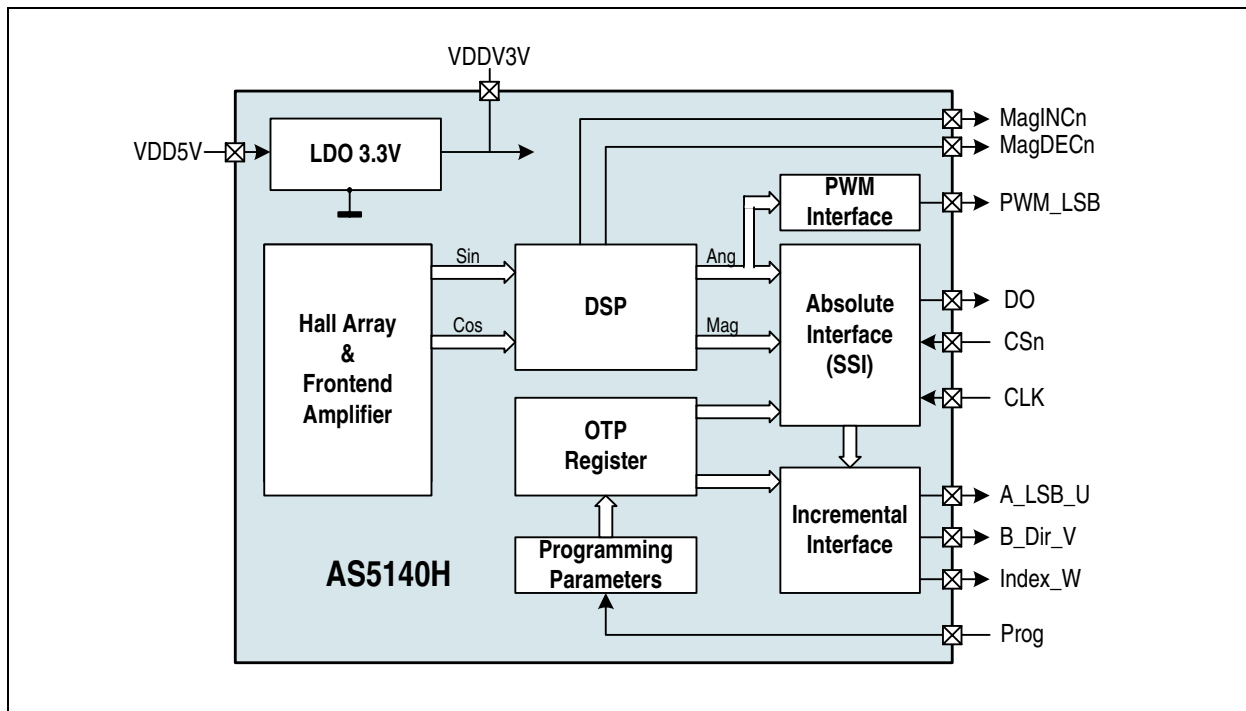 VDDV3V
VDD5V
LDO 3.3V
MagINCn
MagDECn
PWM
Interface
PWM_LSB
Hall Array
&
Frontend
Amplifier
Sin
Cos
DSP
Ang
Mag
Absolute
Interface
(SSI)
DO
CSn
CLK
OTP
Register
Programming
Parameters
Incremental
Interface
A_LSB_U
B_Dir_V
Index_W
Prog
AS5140H